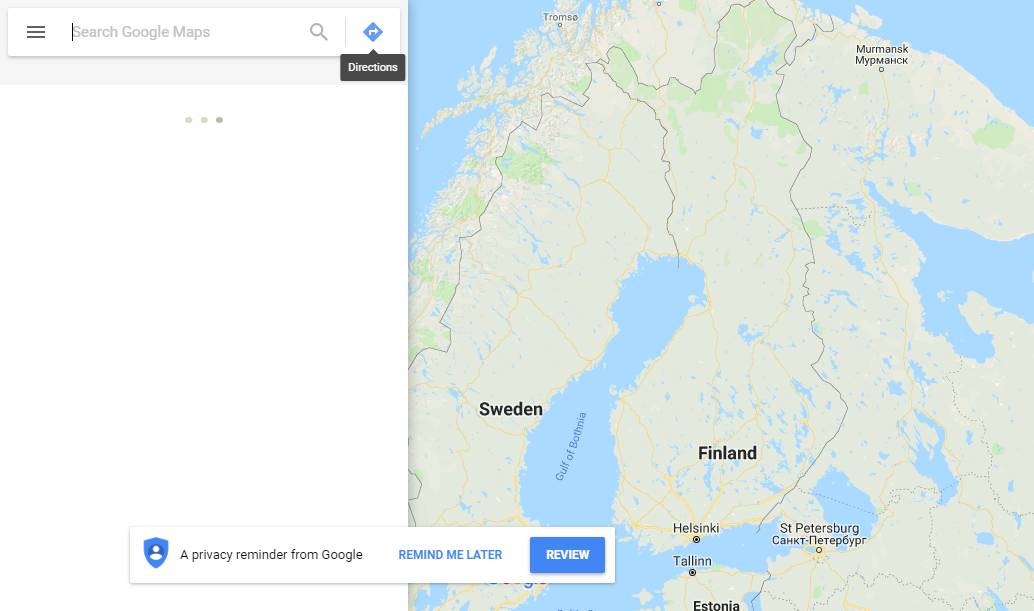 Search Google Maps
Directions
Tromsø
Murmansk
Мурманск
Sweden
Gulf of Bothnia
Finland
Helsinki
St Petersburg
Санкт-Петербург
Tallinn
Estonia
A privacy reminder from Google
REMIND ME LATER
REVIEW
Google